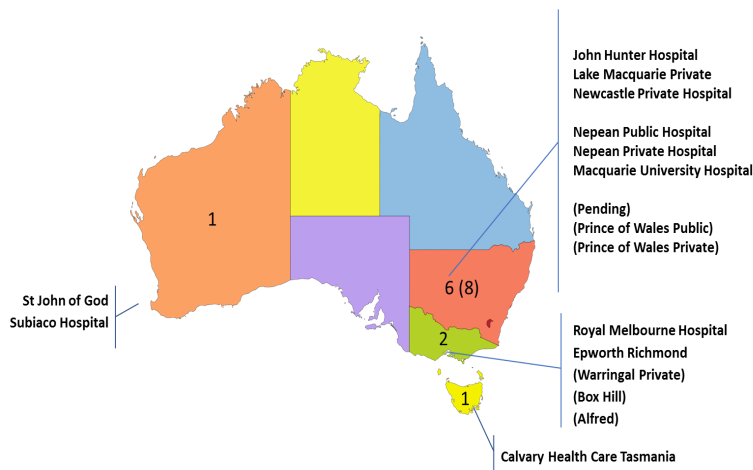 John Hunter Hospital
Lake Macquarie Private
Newcastle Private Hospital
Nepean Public Hospital
Nepean Private Hospital
Macquarie University Hospital
(Pending)
(Prince of Wales Public)
(Prince of Wales Private)
1
6 (8)
St John of God
Subiaco Hospital
2
Royal Melbourne Hospital
Epworth Richmond
(Warringal Private)
(Box Hill)
(Alfred)
1
Calvary Health Care Tasmania